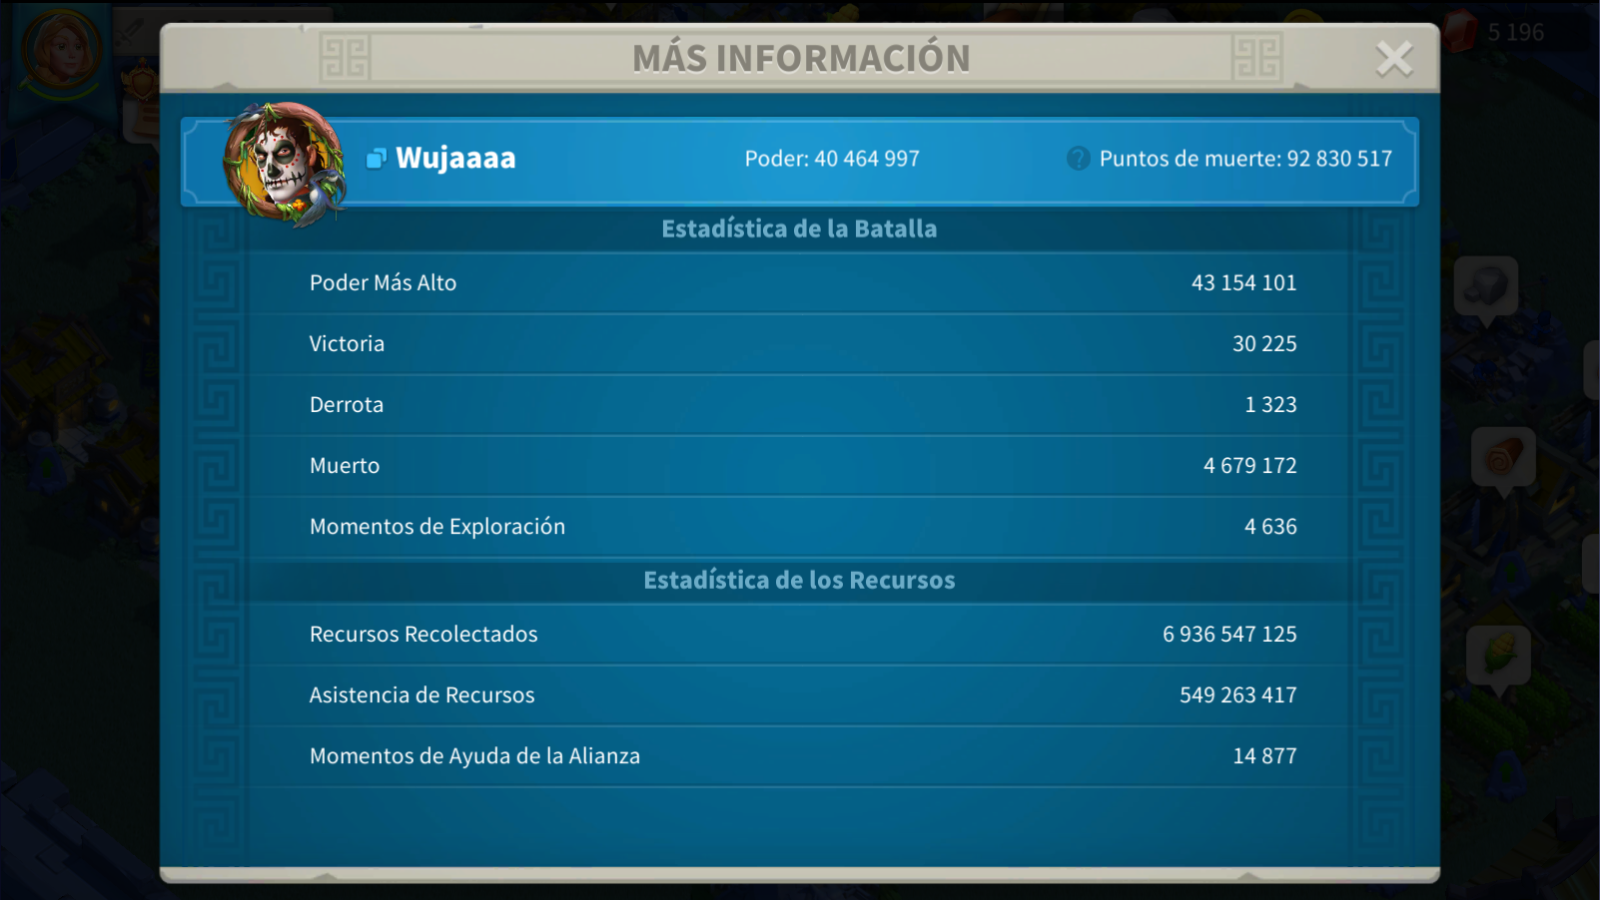 5 196
MÁS INFORMACIÓN
Wujaaaa
Poder: 40 464 997
? Puntos de muerte: 92 830 517
Estadística de la Batalla
Poder Más Alto 43 154 101
Victoria 30 225
Derrota 1 323
Muerto 4 679 172
Momentos de Exploración 4 636
Estadística de los Recursos
Recursos Recolectados 6 936 547 125
Asistencia de Recursos 549 263 417
Momentos de Ayuda de la Alianza 14 877